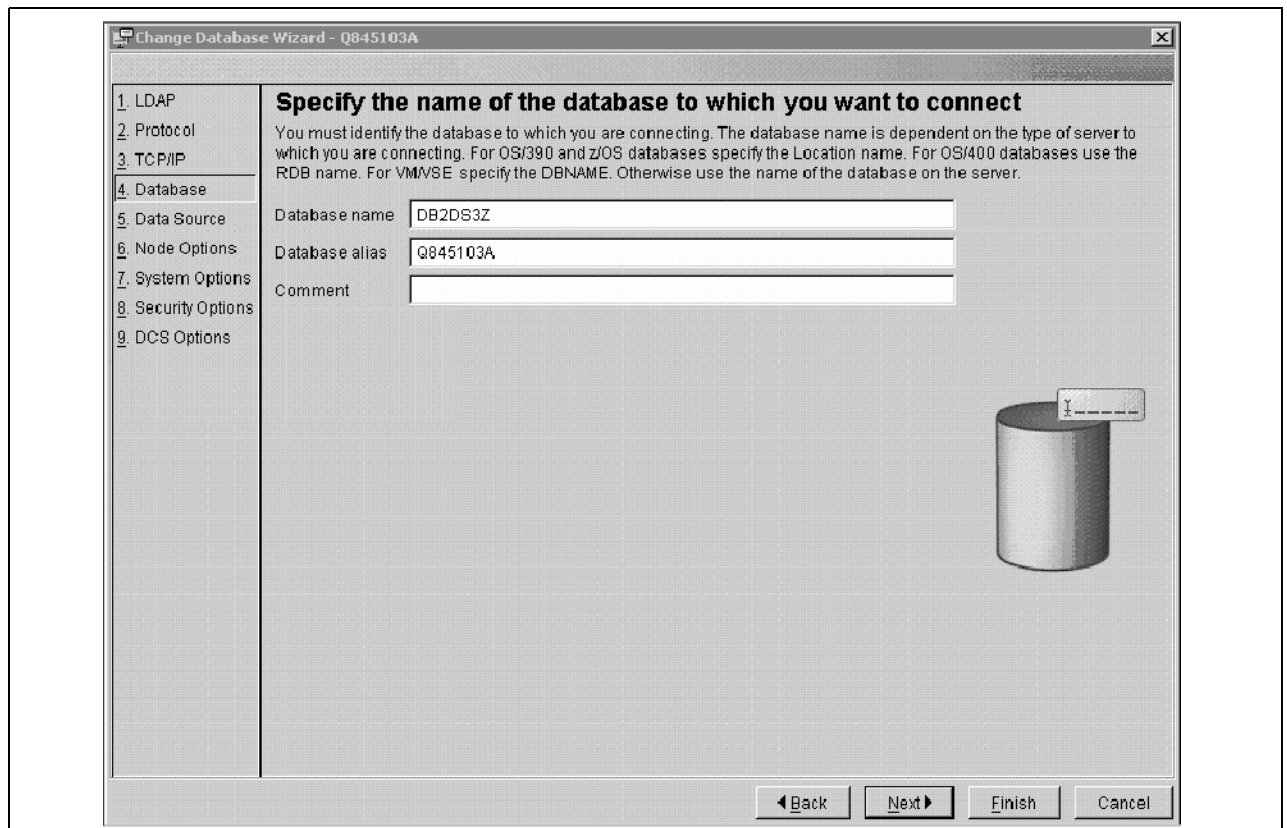 Change Database Wizard - Q845103A
1. LDAP
2. Protocol
3. TCP/IP
4. Database
5. Data Source
6. Node Options
7. System Options
8. Security Options
9. DCS Options
Specify the name of the database to which you want to connect
You must identify the database to which you are connecting. The database name is dependent on the type of server to
which you are connecting. For OS/390 and z/OS databases specify the Location name. For OS/400 databases use the
RDB name. For VM/VSE specify the DBNAME. Otherwise use the name of the database on the server.
Database name DB2DS3Z
Database alias Q845103A
Comment
Back Next Finish Cancel